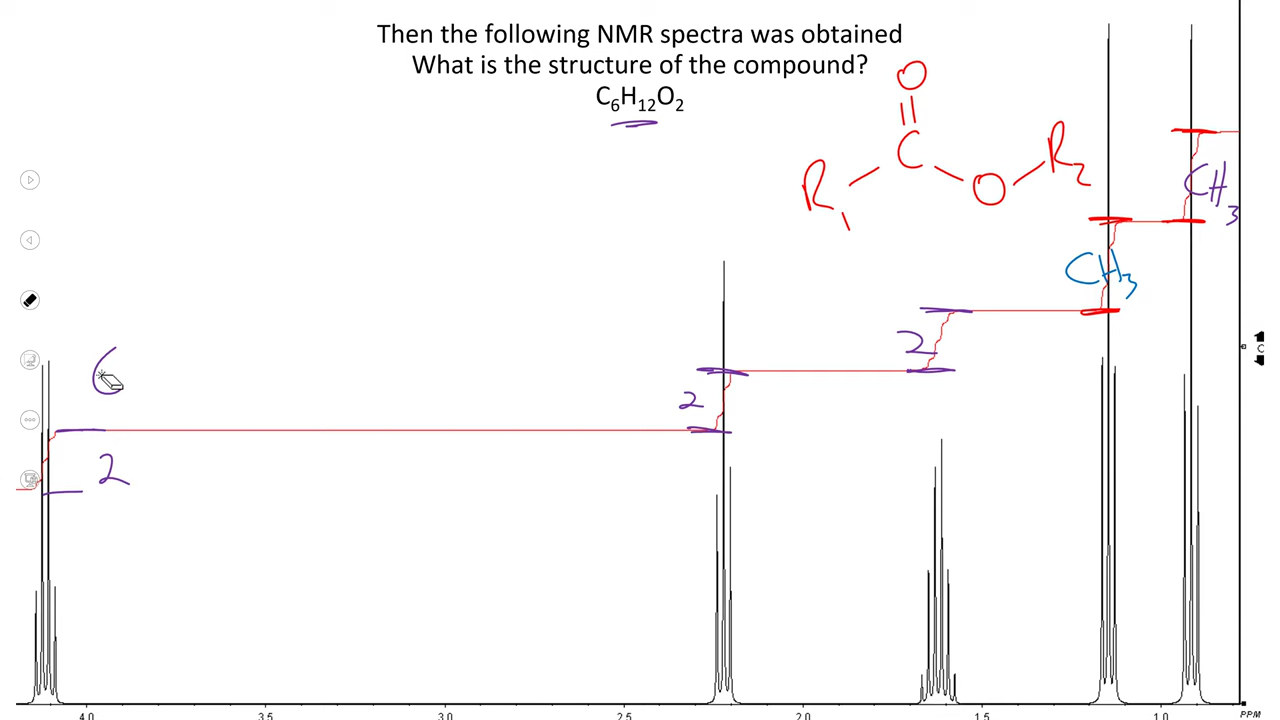 Then the following NMR spectra was obtained
What is the structure of the compound?
C₆H₁₂O₂
O
C
R₁
O
R₂
CH₃
CH₃
2
2
2
4.0 3.5 3.0 2.5 2.0 1.5 1.0 PPM